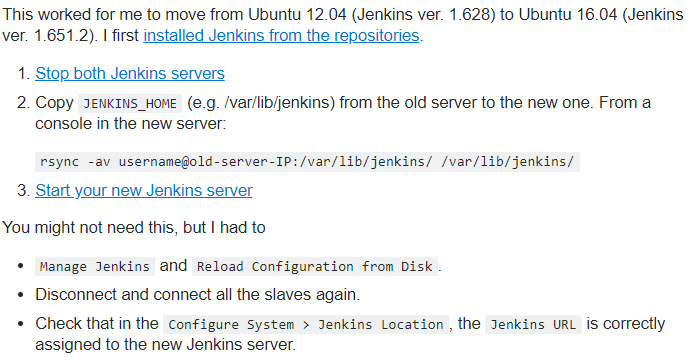 This worked for me to move from Ubuntu 12.04 (Jenkins ver. 1.628) to Ubuntu 16.04 (Jenkins
ver. 1.651.2). I first installed Jenkins from the repositories.
1. Stop both Jenkins servers
2. Copy JENKINS_HOME (e.g. /var/lib/jenkins) from the old server to the new one. From a
console in the new server:
rsync -av username@old-server-IP:/var/lib/jenkins/ /var/lib/jenkins/
3. Start your new Jenkins server
You might not need this, but I had to
• Manage Jenkins and Reload Configuration from Disk.
• Disconnect and connect all the slaves again.
• Check that in the Configure System > Jenkins Location, the Jenkins URL is correctly
assigned to the new Jenkins server.